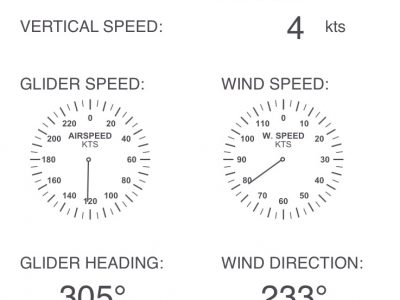 VERTICAL SPEED: 4 kts
GLIDER SPEED: WIND SPEED:
0 20 40 60 80 100 120 140 160 180 200 220
AIRSPEED
KTS
0 10 20 30 40 50 60 70 80 90 100 110
W. SPEED
KTS
GLIDER HEADING: WIND DIRECTION:
305° 233°